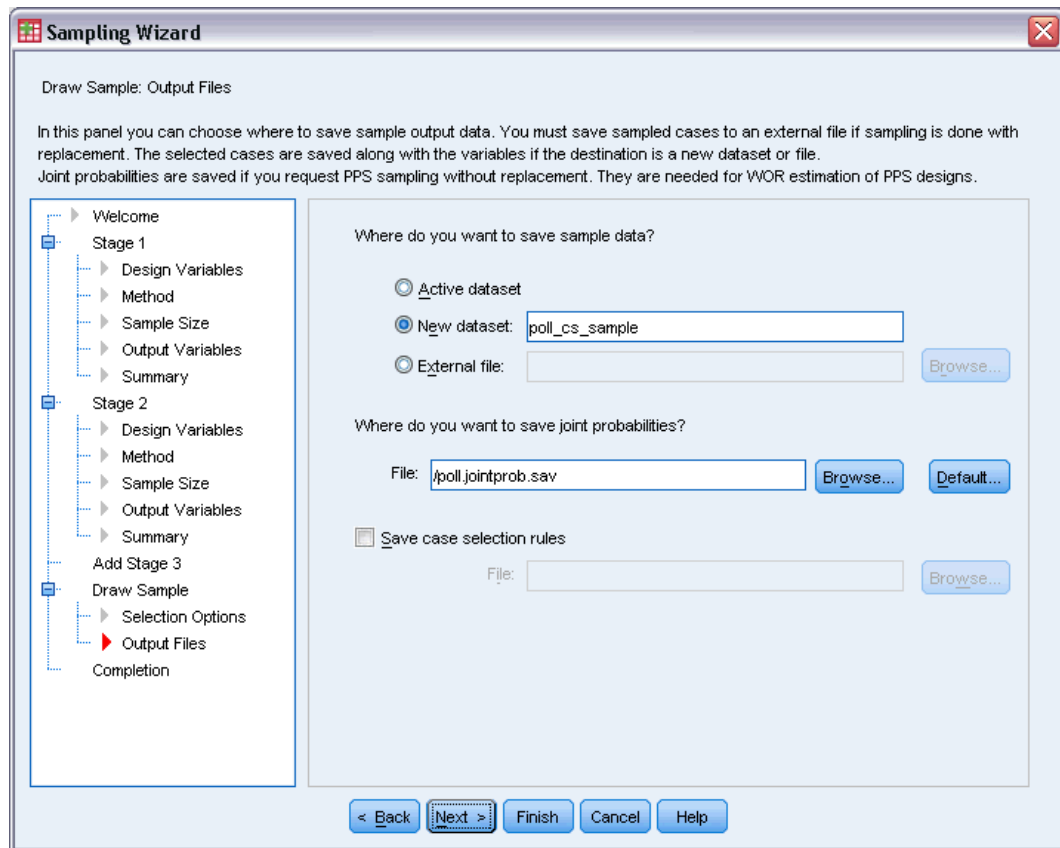 Sampling Wizard
Draw Sample: Output Files
In this panel you can choose where to save sample output data. You must save sampled cases to an external file if sampling is done with
replacement. The selected cases are saved along with the variables if the destination is a new dataset or file.
Joint probabilities are saved if you request PPS sampling without replacement. They are needed for WOR estimation of PPS designs.
Welcome
Stage 1
Design Variables
Method
Sample Size
Output Variables
Summary
Stage 2
Design Variables
Method
Sample Size
Output Variables
Summary
Add Stage 3
Draw Sample
Selection Options
Output Files
Completion
Where do you want to save sample data?
Active dataset
New dataset: poll_cs_sample
External file: Browse...
Where do you want to save joint probabilities?
File: /poll.jointprob.sav Browse... Default...
Save case selection rules
File: Browse...
< Back Next > Finish Cancel Help